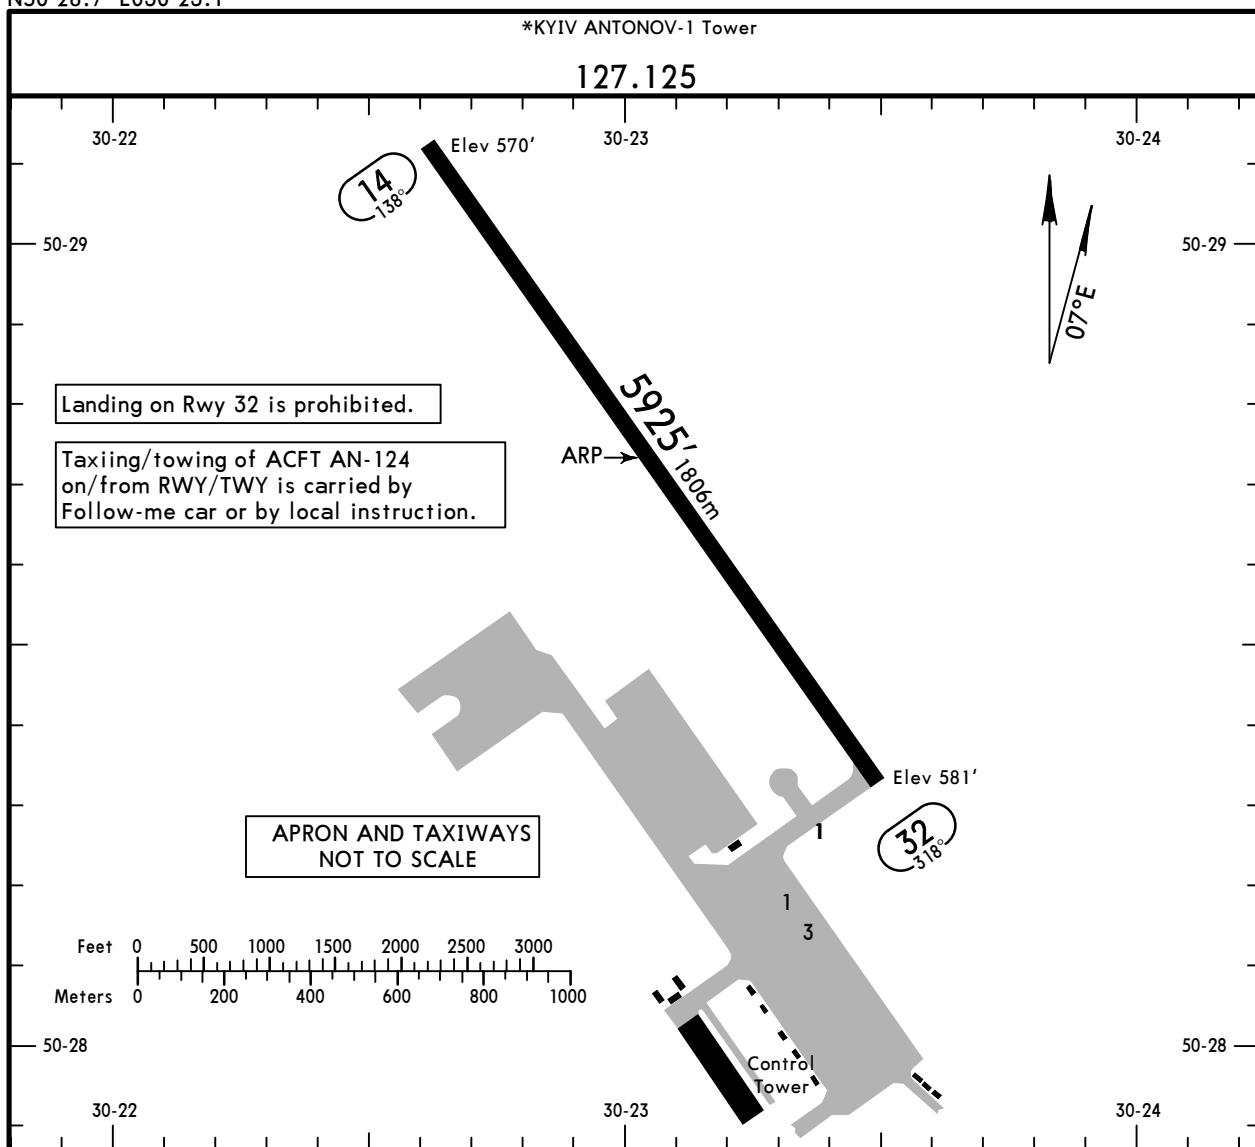 *KYIV ANTONOV-1 Tower
127.125
30-22
30-23
30-24
Elev 570'
14
138°
50-29
50-29
07°E
Landing on Rwy 32 is prohibited.
5925'
1806m
ARP
Taxiing/towing of ACFT AN-124
on/from RWY/TWY is carried by
Follow-me car or by local instruction.
Elev 581'
32
318°
1
APRON AND TAXIWAYS
NOT TO SCALE
1
3
Feet 0 500 1000 1500 2000 2500 3000
Meters 0 200 400 600 800 1000
50-28
50-28
Control
Tower
30-22
30-23
30-24